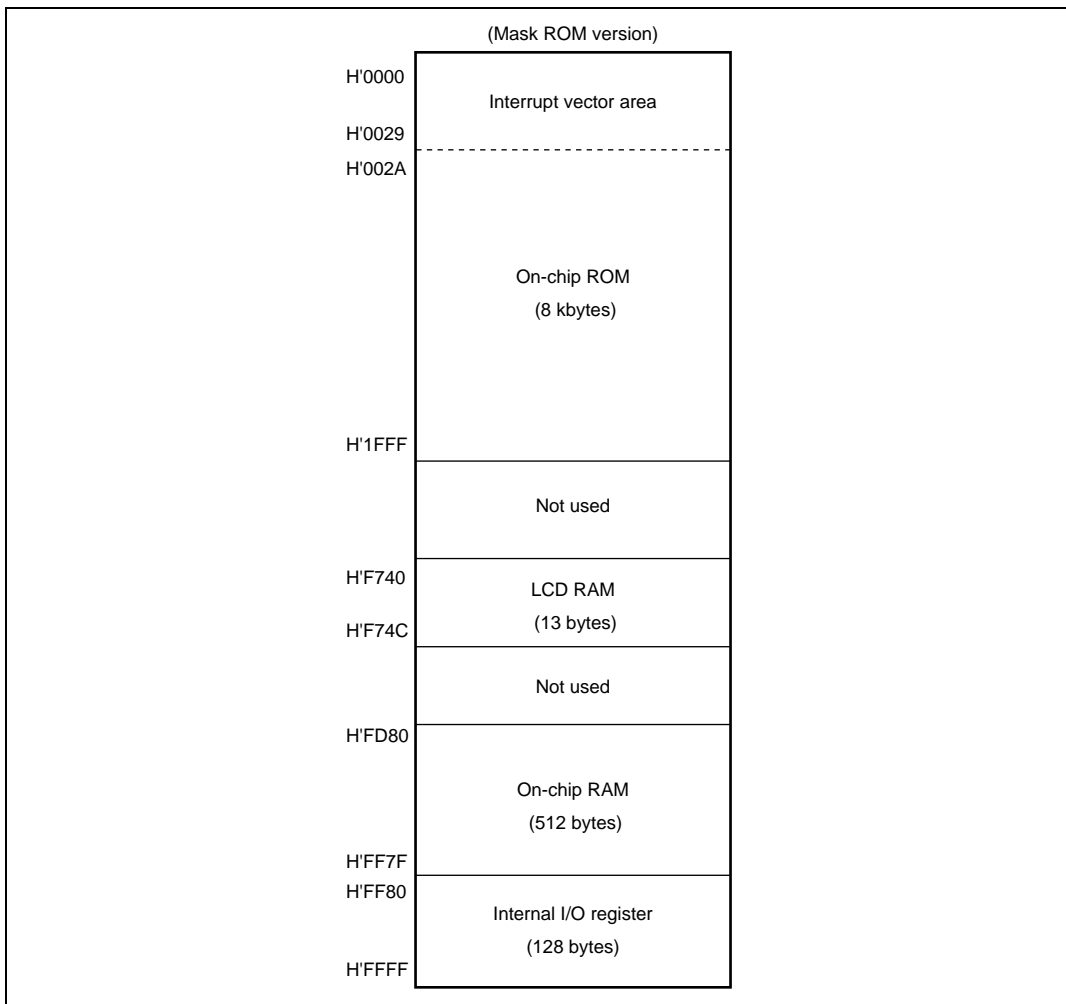 (Mask ROM version)
H'0000
Interrupt vector area
H'0029
H'002A
On-chip ROM
(8 kbytes)
H'1FFF
Not used
H'F740
LCD RAM
(13 bytes)
H'F74C
Not used
H'FD80
On-chip RAM
(512 bytes)
H'FF7F
H'FF80
Internal I/O register
(128 bytes)
H'FFFF